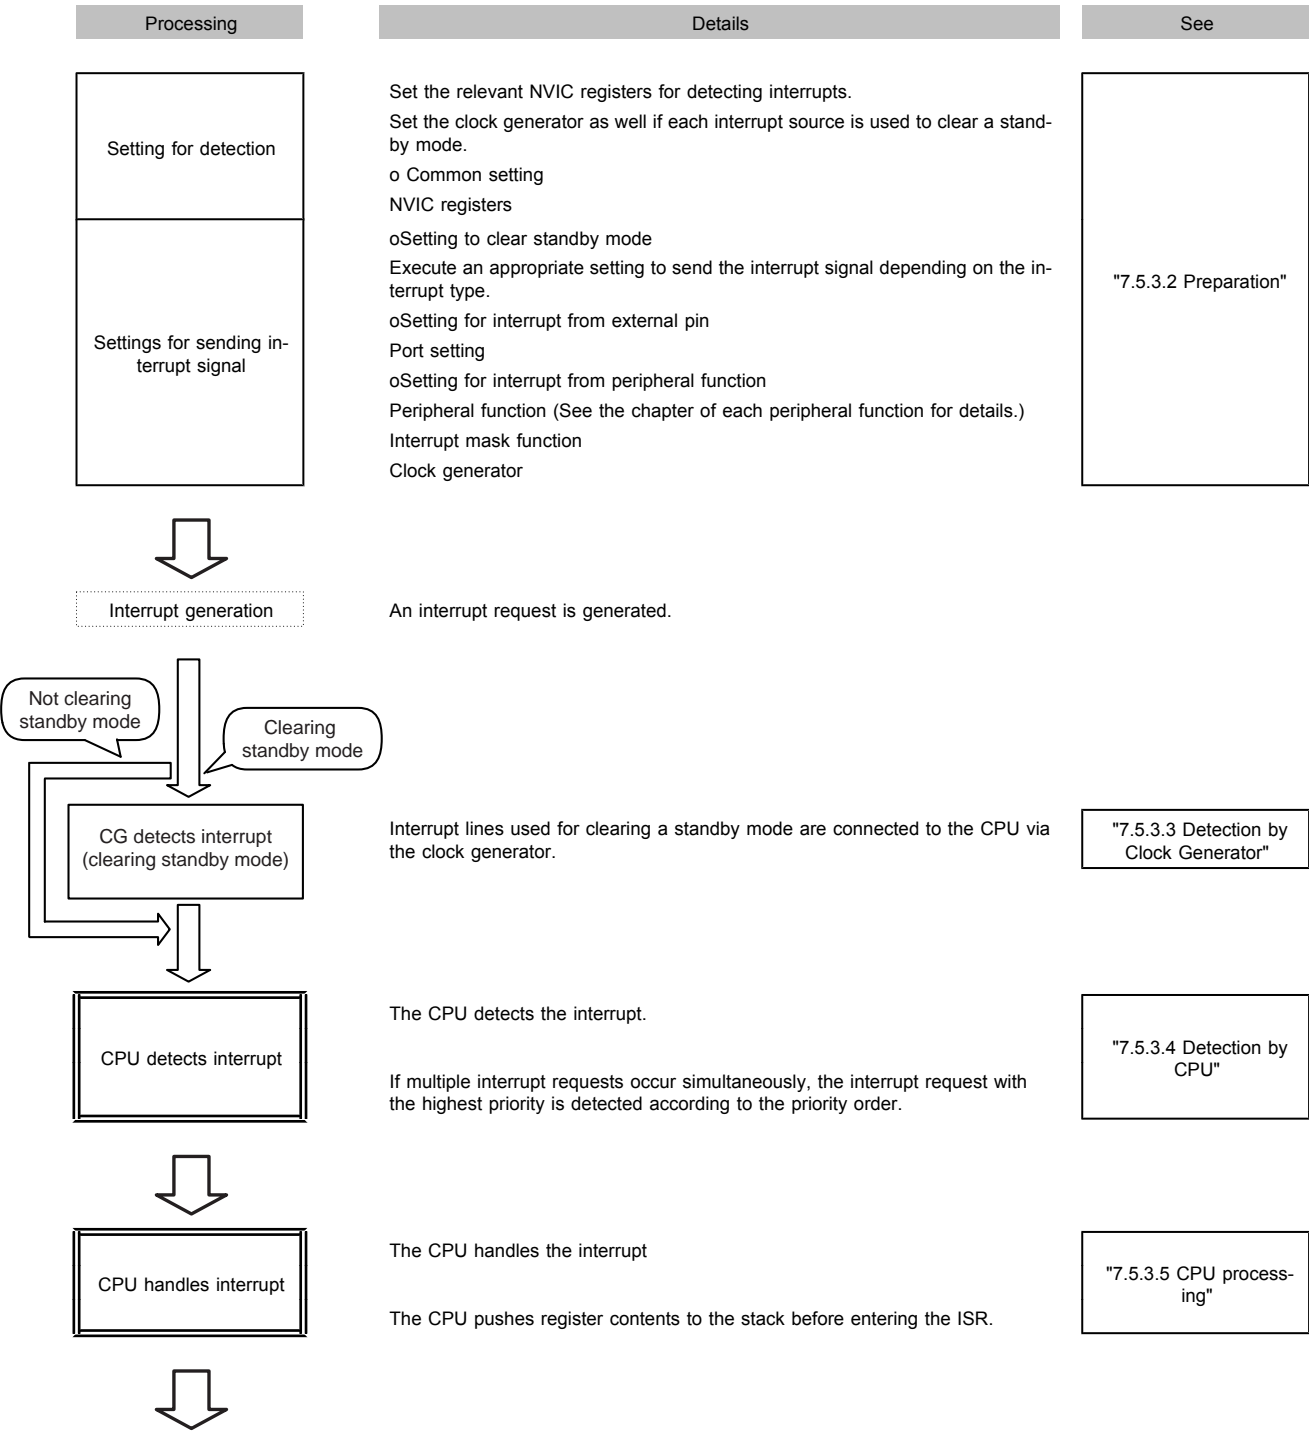 Processing
Details
See
Setting for detection
Set the relevant NVIC registers for detecting interrupts.
Set the clock generator as well if each interrupt source is used to clear a stand-
by mode.
o Common setting
NVIC registers
oSetting to clear standby mode
Settings for sending in-
terrupt signal
Execute an appropriate setting to send the interrupt signal depending on the in-
terrupt type.
oSetting for interrupt from external pin
Port setting
oSetting for interrupt from peripheral function
Peripheral function (See the chapter of each peripheral function for details.)
Interrupt mask function
Clock generator
"7.5.3.2 Preparation"
Interrupt generation
An interrupt request is generated.
Not clearing
standby mode
Clearing
standby mode
CG detects interrupt
(clearing standby mode)
Interrupt lines used for clearing a standby mode are connected to the CPU via
the clock generator.
"7.5.3.3 Detection by
Clock Generator"
CPU detects interrupt
The CPU detects the interrupt.
If multiple interrupt requests occur simultaneously, the interrupt request with
the highest priority is detected according to the priority order.
"7.5.3.4 Detection by
CPU"
CPU handles interrupt
The CPU handles the interrupt
The CPU pushes register contents to the stack before entering the ISR.
"7.5.3.5 CPU process-
ing"